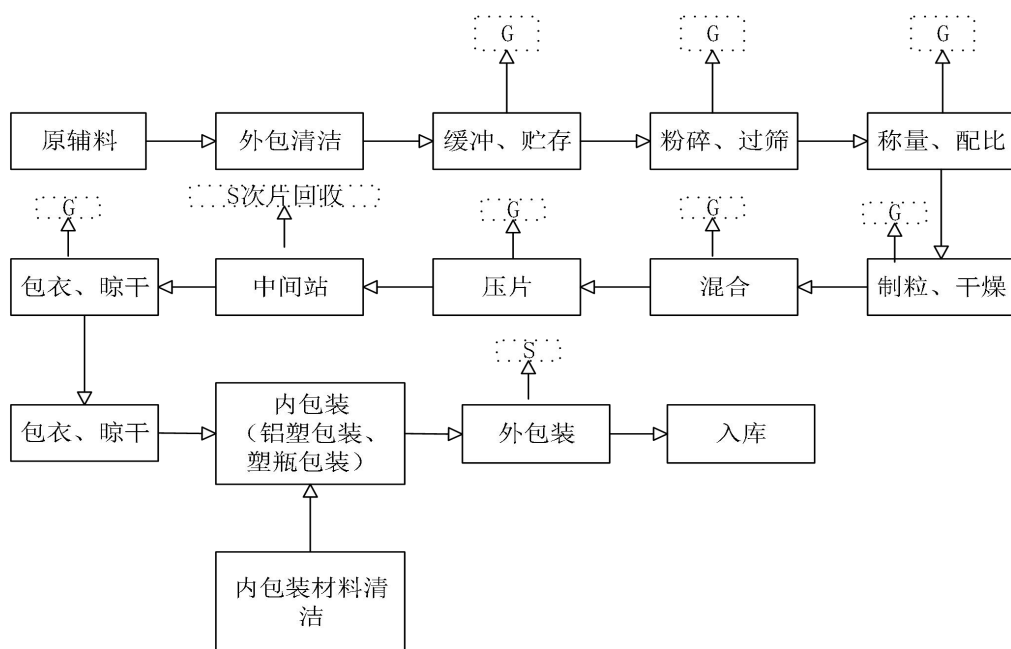 G
G
G
原辅料
外包清洁
缓冲、贮存
粉碎、过筛
称量、配比
G
S次片回收
G
G
G
包衣、晾干
中间站
压片
混合
制粒、干燥
S
包衣、晾干
内包装
（铝塑包装、
塑瓶包装）
外包装
入库
内包装材料清
洁